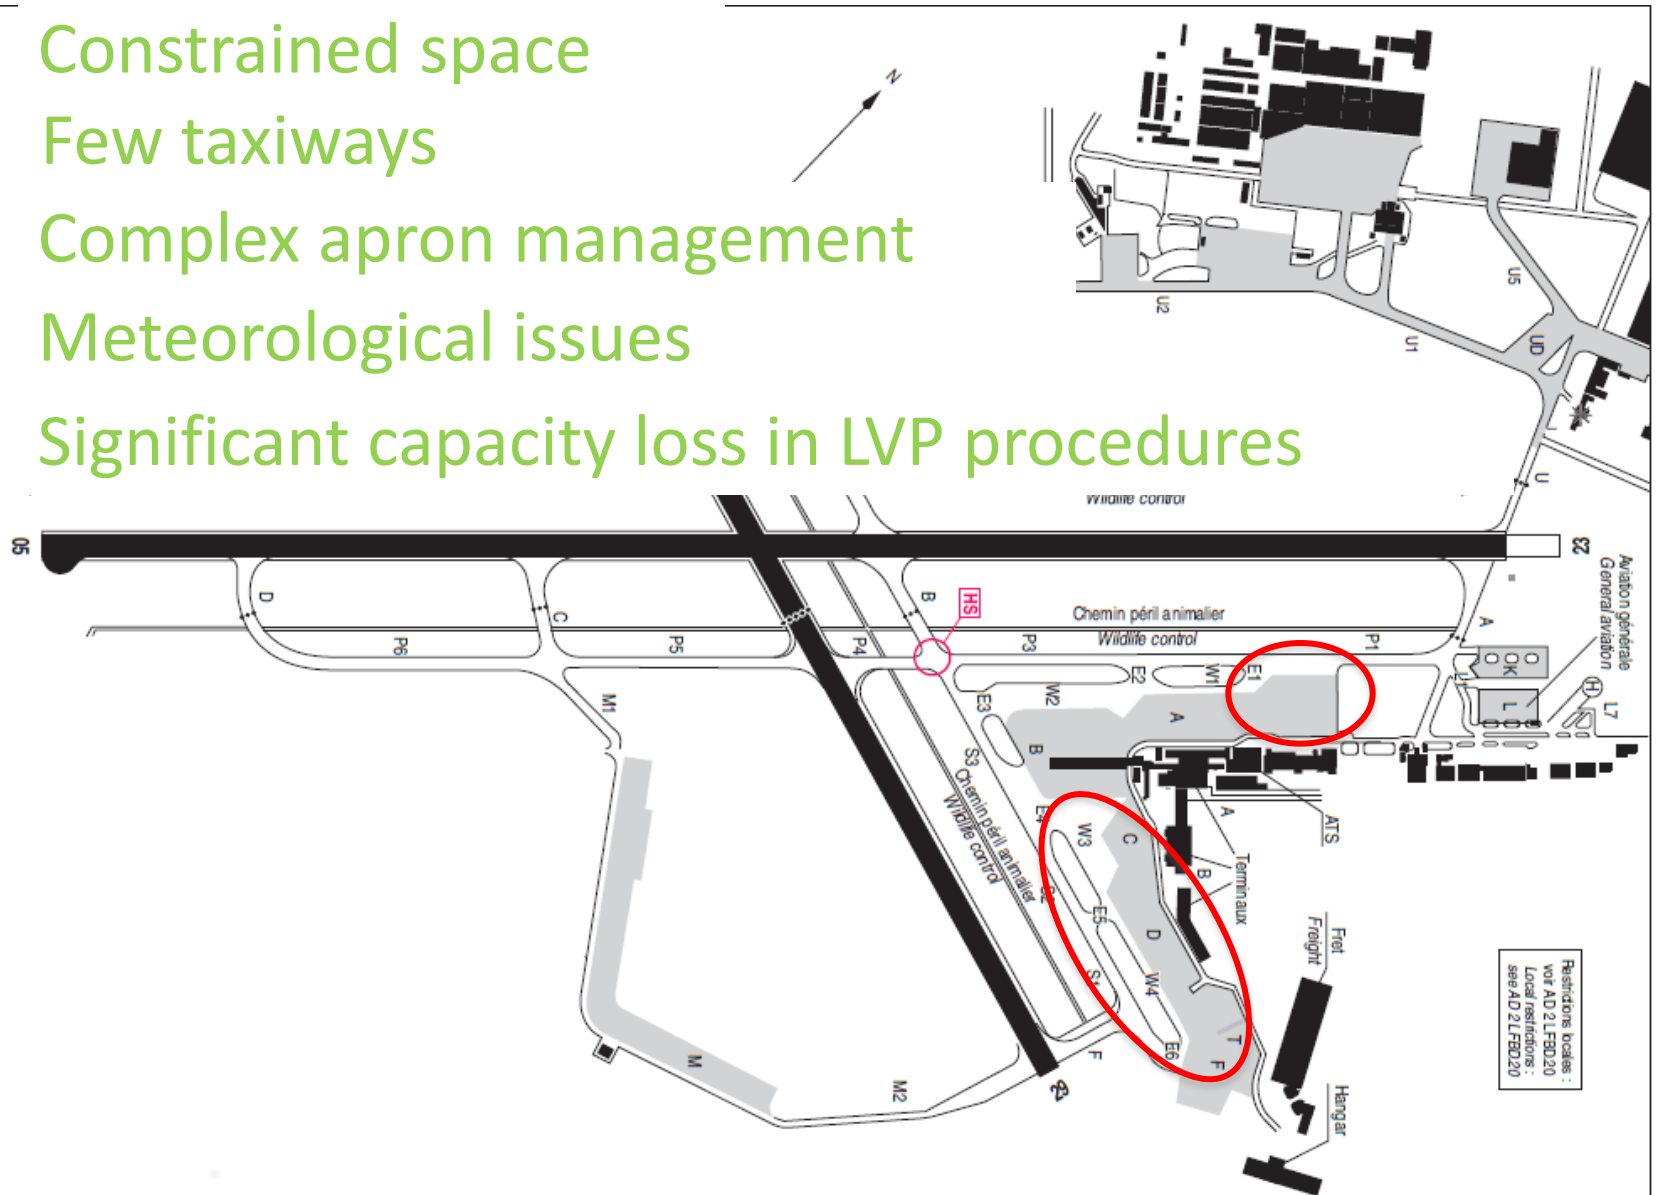 Constrained space
Few taxiways
Complex apron management
Meteorological issues
Significant capacity loss in LVP procedures
N
U5
U2
U1
UD
U
Wildlife control
05
23
Aviation générale
General aviation
D
C
B
HS
Chemin péril animalier
Wildlife control
A
P6
P5
P4
P3
P1
K
L1
L
H
L7
E2
W1
E1
M1
E3
W2
A
B
S3
Chemin péril animalier
Wildlife control
E4
W3
C
A
ATS
S2
B
Terminaux
E5
D
Fret
Freight
S1
W4
Restrictions locales :
voir AD 2 LFBD.20
Local restrictions :
see AD 2 LFBD.20
F
E6
T
F
M
M2
Hangar